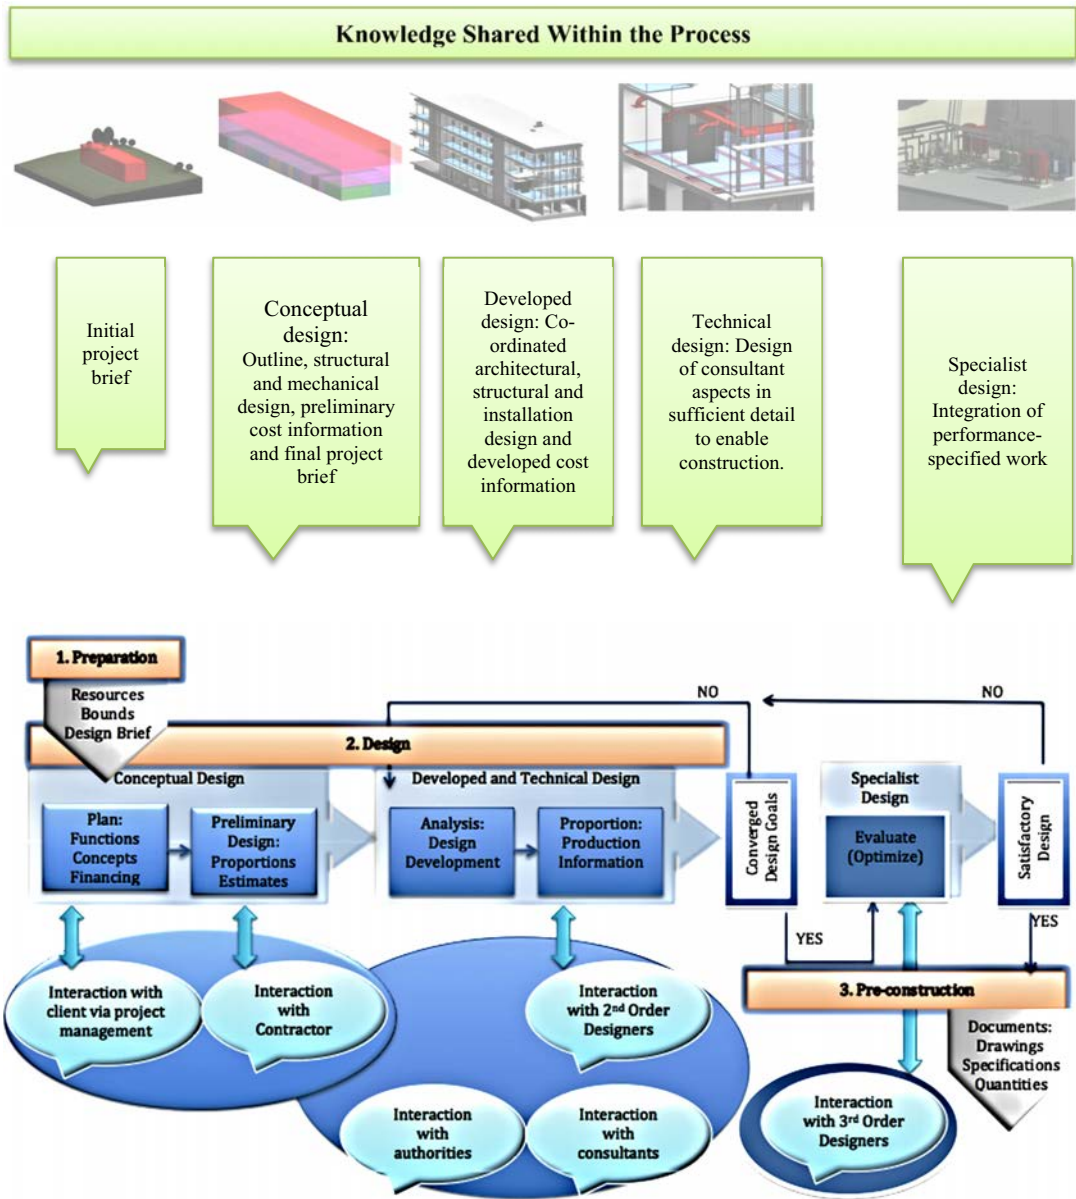 Knowledge Shared Within the Process
Initial
project
brief
Conceptual
design:
Outline, structural
and mechanical
design, preliminary
cost information
and final project
brief
Developed
design: Co-
ordinated
architectural,
structural and
installation
design and
developed cost
information
Technical
design: Design
of consultant
aspects in
sufficient detail
to enable
construction.
Specialist
design:
Integration of
performance-
specified work
1. Preparation
Resources
Bounds
Design Brief
NO
NO
2. Design
Conceptual Design
Plan:
Functions
Concepts
Financing
Preliminary
Design:
Proportions
Estimates
Developed and Technical Design
Analysis:
Design
Development
Proportion:
Production
Information
Converged
Design Goals
Specialist
Design
Evaluate
(Optimize)
Satisfactory
Design
YES
YES
3. Pre-construction
Documents:
Drawings
Specifications
Quantities
Interaction with
client via project
management
Interaction
with
Contractor
Interaction
with 2nd Order
Designers
Interaction
with
authorities
Interaction
with
consultants
Interaction
with 3rd Order
Designers